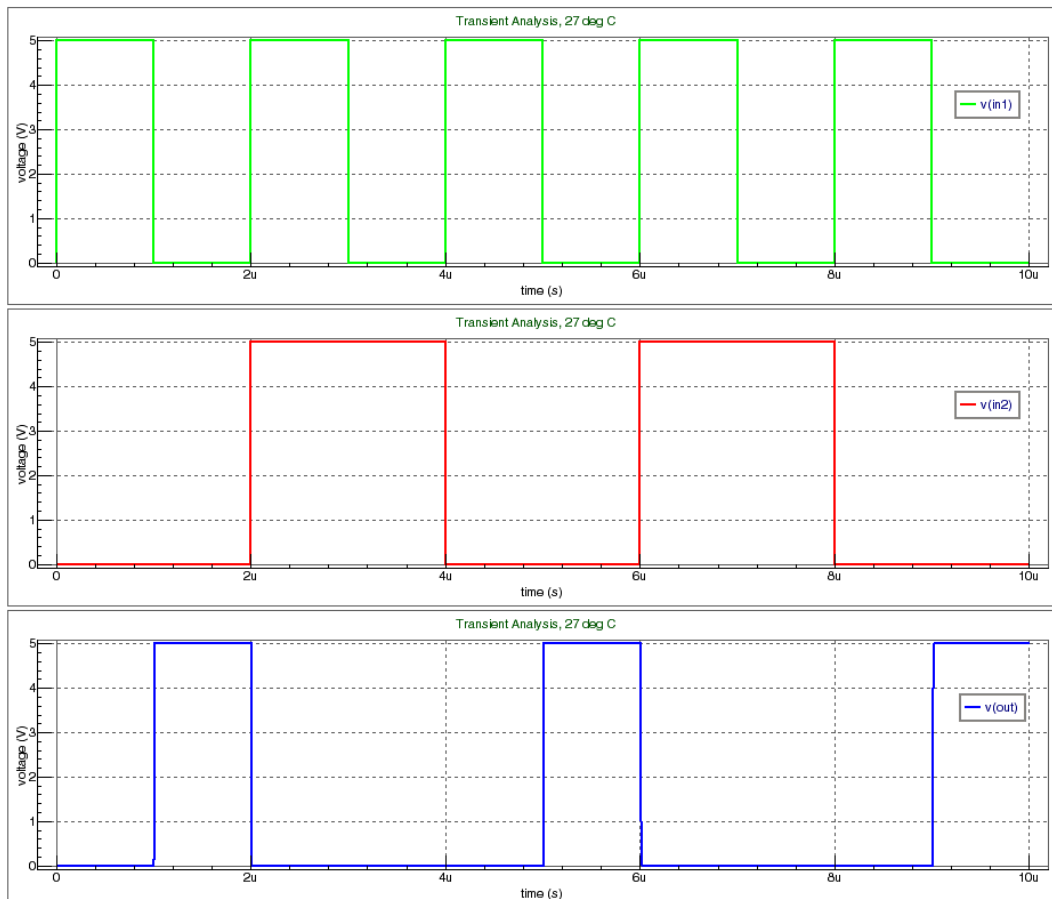 Transient Analysis, 27 deg C
5
4
3
2
1
0
voltage (V)
v(in1)
0 2u 4u 6u 8u 10u
time (s)
Transient Analysis, 27 deg C
5
4
3
2
1
0
voltage (V)
v(in2)
0 2u 4u 6u 8u 10u
time (s)
Transient Analysis, 27 deg C
5
4
3
2
1
0
voltage (V)
v(out)
0 2u 4u 6u 8u 10u
time (s)